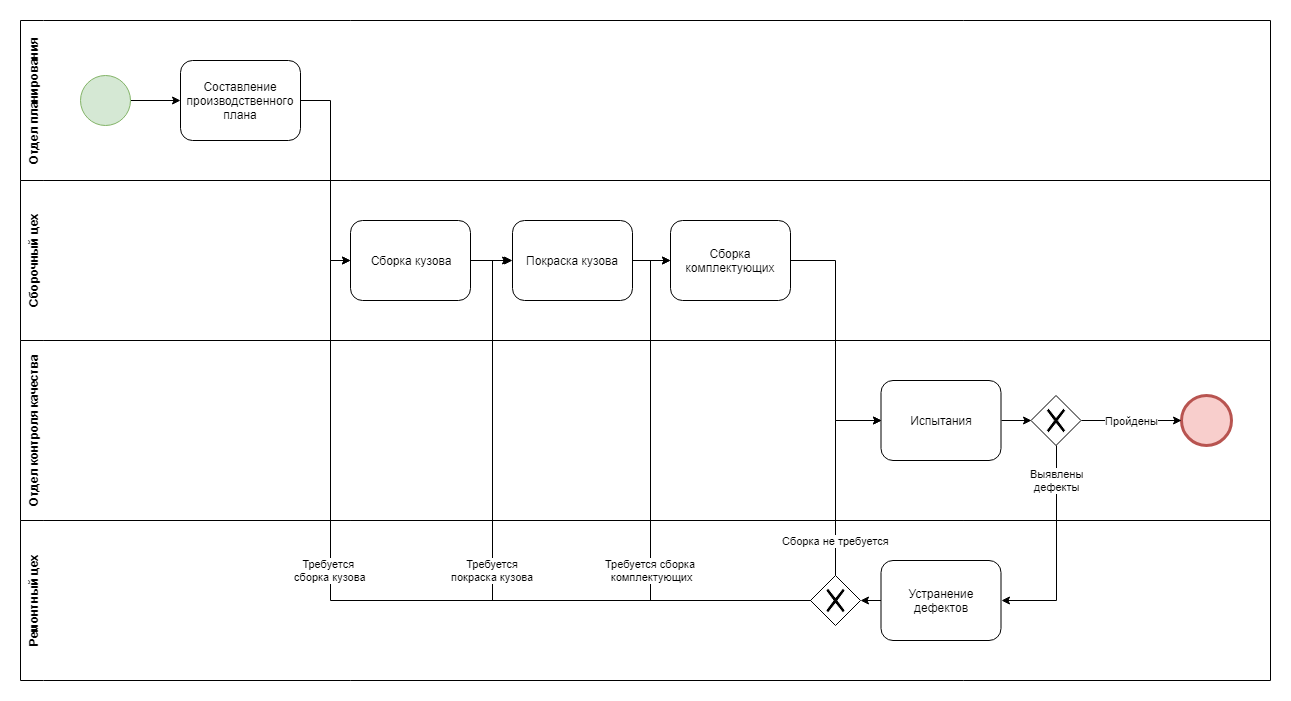 Отдел планирования
Составление
производственного
плана
Сборочный цех
Сборка кузова
Покраска кузова
Сборка
комплектующих
Отдел контроля качества
Испытания
Пройдены
Выявлены
дефекты
Ремонтный цех
Сборка не требуется
Требуется
сборка кузова
Требуется
покраска кузова
Требуется сборка
комплектующих
Устранение
дефектов